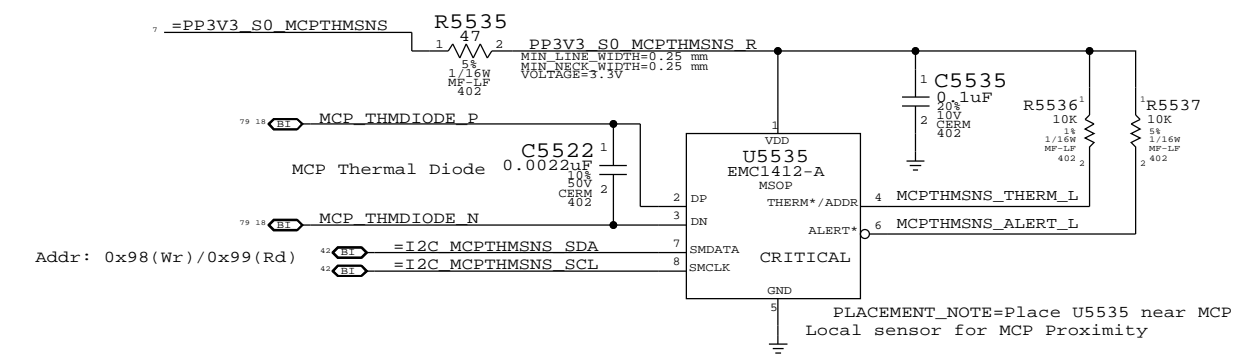 7 =PP3V3_S0_MCPTHMSNS
R5535
47
1 2
5%
1/16W
MF-LF
402
PP3V3_S0_MCPTHMSNS_R
MIN_LINE_WIDTH=0.25 mm
MIN_NECK_WIDTH=0.25 mm
VOLTAGE=3.3V
1
C5535
0.1uF
20%
10V
CERM
402
2
1
R5536
10K
1%
1/16W
MF-LF
402
2
1
R5537
10K
5%
1/16W
MF-LF
402
2
79 18 BI MCP_THMDIODE_P
MCP Thermal Diode
C5522
0.0022uF
10%
50V
CERM
402
1
2
79 18 BI MCP_THMDIODE_N
42 BI =I2C_MCPTHMSNS_SDA
42 BI =I2C_MCPTHMSNS_SCL
Addr: 0x98(Wr)/0x99(Rd)
1
VDD
U5535
EMC1412-A
MSOP
2 DP
3 DN
7 SMDATA
8 SMCLK
THERM*/ADDR 4 MCPTHMSNS_THERM_L
ALERT* 6 MCPTHMSNS_ALERT_L
CRITICAL
GND
5
PLACEMENT_NOTE=Place U5535 near MCP
Local sensor for MCP Proximity